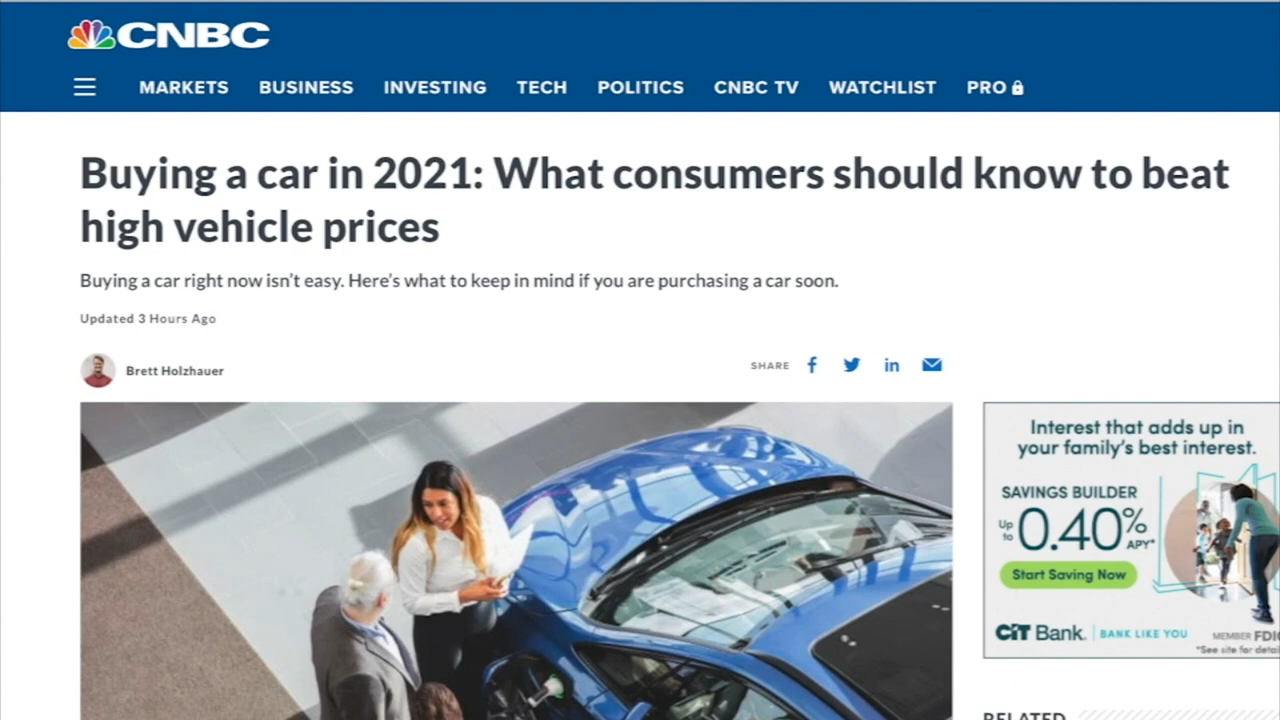 CNBC
MARKETS BUSINESS INVESTING TECH POLITICS CNBC TV WATCHLIST PRO
Buying a car in 2021: What consumers should know to beat
high vehicle prices
Buying a car right now isn't easy. Here's what to keep in mind if you are purchasing a car soon.
Updated 3 Hours Ago
Brett Holzhauer
SHARE
Interest that adds up in
your family's best interest.
SAVINGS BUILDER
Up
to
0.40%
APY*
Start Saving Now
CIT Bank. BANK LIKE YOU
MEMBER FDIC
*See site for detai
RELATED